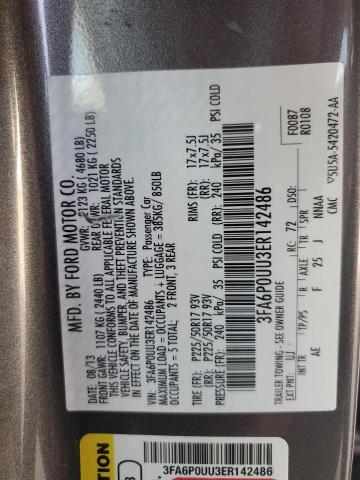 MFD. BY FORD MOTOR CO.
08/13 GVWR: 2123 KG ( 4680 LB)
FRONT GAWR: 1107 KG ( 2440 LB) REAR GAWR: 1021 KG ( 2250 LB)
THIS VEHICLE CONFORMS TO ALL APPLICABLE FEDERAL MOTOR
VEHICLE SAFETY, BUMPER, AND THEFT PREVENTION STANDARDS
IN EFFECT ON THE DATE OF MANUFACTURE SHOWN ABOVE.
VIN: 3FA6P0UU3ER142486 TYPE: Passenger Car
MAXIMUM LOAD = OCCUPANTS + LUGGAGE = 385KG/ 850LB
OCCUPANTS = 5 TOTAL: 2 FRONT, 3 REAR
TIRE (FR): P225/50R17 93V RIMS (FR): 17x7.5J
TIRE (RR): P225/50R17 93V (RR): 17x7.5J
PRESSURE (FR): 240 kPa/ 35 PSI COLD (RR): 240 kPa/ 35 PSI COLD
3FA6P0UU3ER142486
F0087
R0108
TRAILER TOWING - SEE OWNER GUIDE
EXT PNT: UJ RC: 72 DSO:
TP/PS R AXLE TR SPR
AE F 25 J NNAA
CMC V5U5A-5420472-AA
3FA6P0UU3ER142486